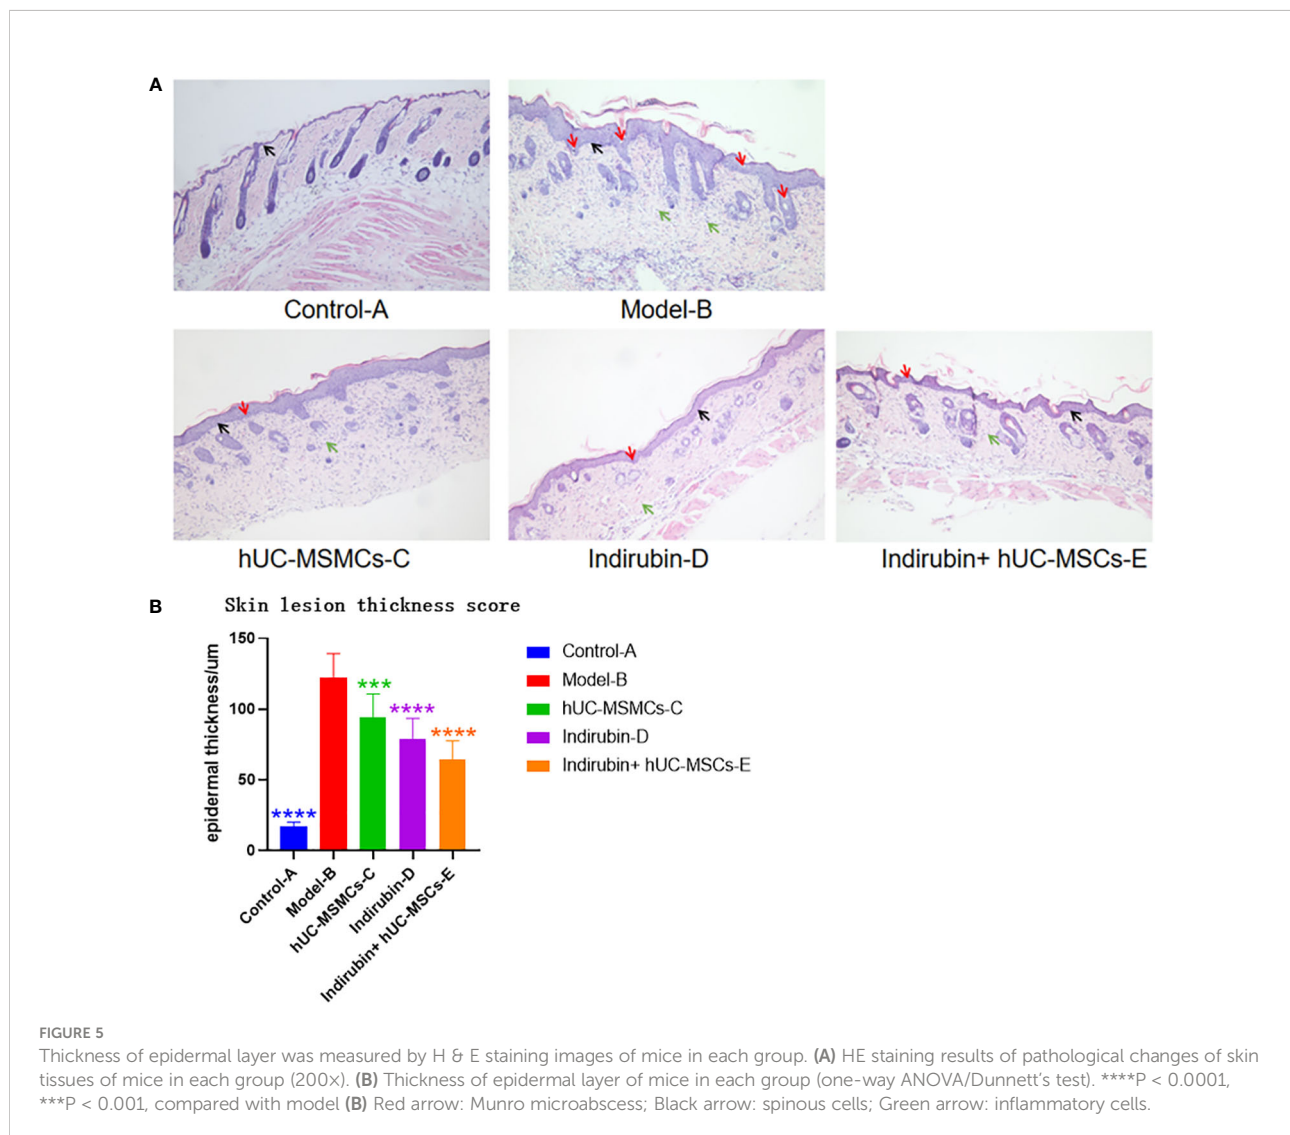 A
Control-A
Model-B
hUC-MSMCs-C
Indirubin-D
Indirubin+ hUC-MSCs-E
B
Skin lesion thickness score
epidermal thickness/um
150
100
50
0
****
***
****
****
Control-A
Model-B
hUC-MSMCs-C
Indirubin-D
Indirubin+ hUC-MSCs-E
Control-A
Model-B
hUC-MSMCs-C
Indirubin-D
Indirubin+ hUC-MSCs-E
FIGURE 5
Thickness of epidermal layer was measured by H & E staining images of mice in each group. (A) HE staining results of pathological changes of skin
tissues of mice in each group (200×). (B) Thickness of epidermal layer of mice in each group (one-way ANOVA/Dunnett’s test). ****P < 0.0001,
***P < 0.001, compared with model (B) Red arrow: Munro microabscess; Black arrow: spinous cells; Green arrow: inflammatory cells.